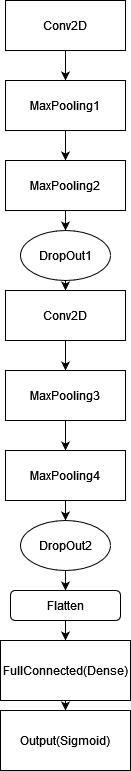 Conv2D
MaxPooling1
MaxPooling2
DropOut1
Conv2D
MaxPooling3
MaxPooling4
DropOut2
Flatten
FullConnected(Dense)
Output(Sigmoid)